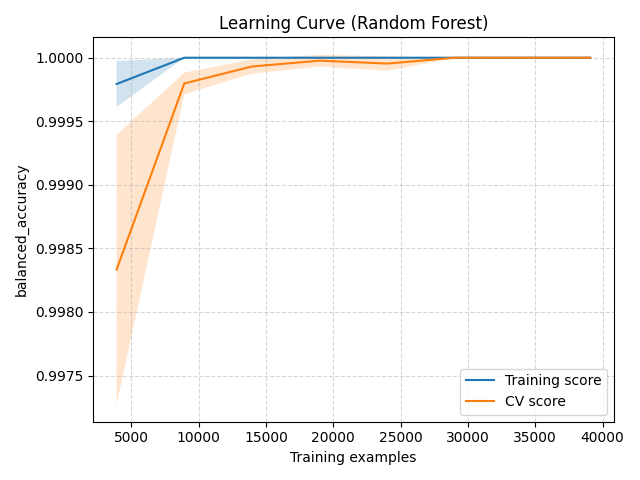 Learning Curve (Random Forest)
balanced_accuracy
1.0000
0.9995
0.9990
0.9985
0.9980
0.9975
Training score
CV score
5000 10000 15000 20000 25000 30000 35000 40000
Training examples